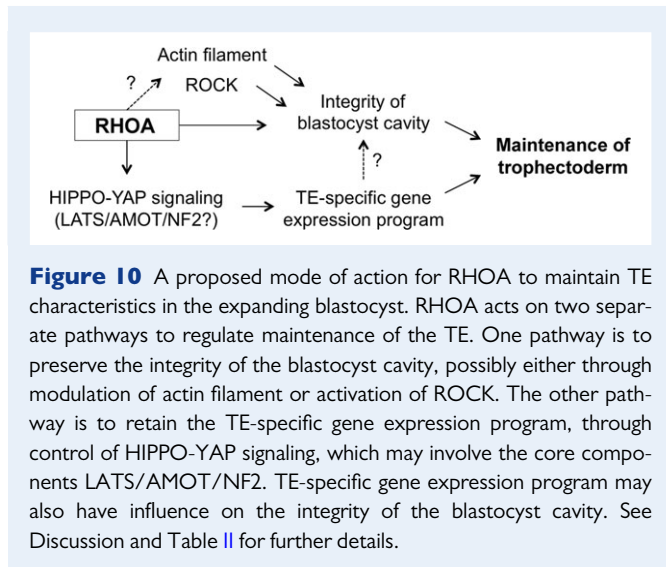 Actin filament
? ROCK
Integrity of
blastocyst cavity
RHOA
Maintenance of
trophectoderm
?
HIPPO-YAP signaling
(LATS/AMOT/NF2?)
TE-specific gene
expression program
Figure 10 A proposed mode of action for RHOA to maintain TE
characteristics in the expanding blastocyst. RHOA acts on two separ-
ate pathways to regulate maintenance of the TE. One pathway is to
preserve the integrity of the blastocyst cavity, possibly either through
modulation of actin filament or activation of ROCK. The other path-
way is to retain the TE-specific gene expression program, through
control of HIPPO-YAP signaling, which may involve the core compo-
nents LATS/AMOT/NF2. TE-specific gene expression program may
also have influence on the integrity of the blastocyst cavity. See
Discussion and Table II for further details.